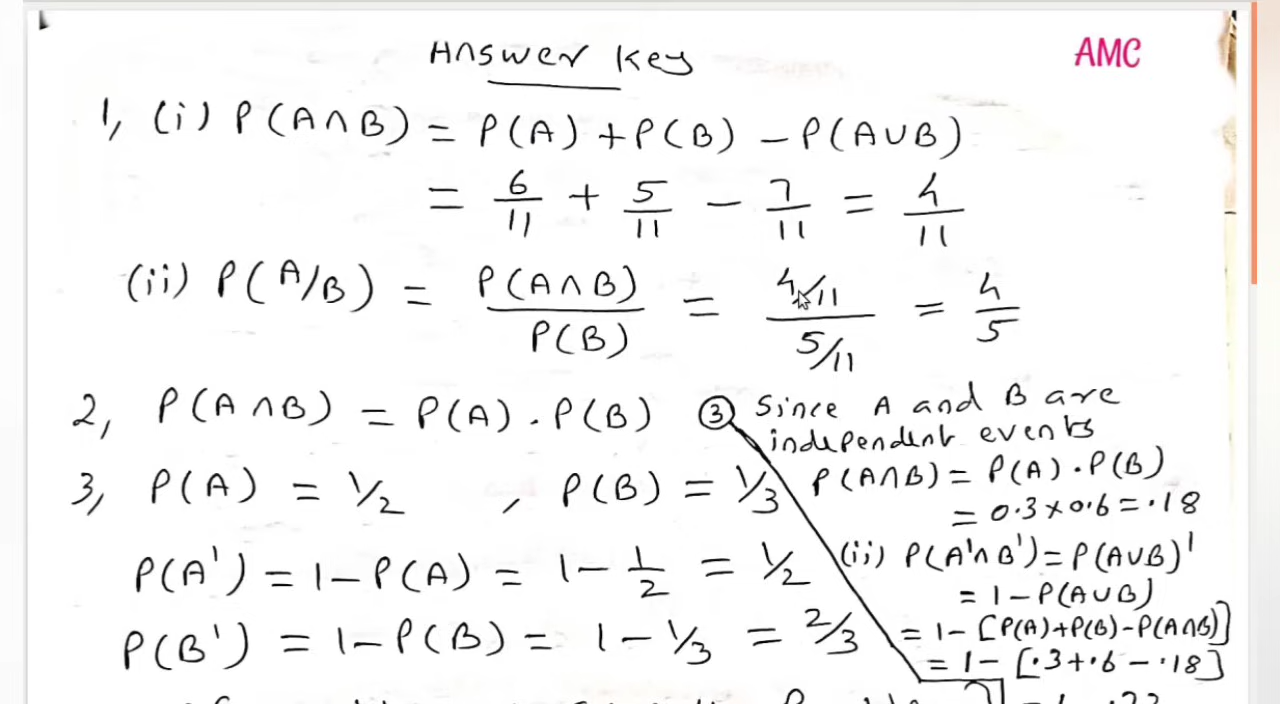 Answer Key
AMC
1, (i) P(A∩B) = P(A) + P(B) - P(A∪B)
= 6/11 + 5/11 - 7/11 = 4/11
(ii) P(A/B) = P(A∩B)/P(B) = (4/11)/(5/11) = 4/5
2, P(A∩B) = P(A) . P(B)
3, P(A) = 1/2 , P(B) = 1/3
P(A') = 1-P(A) = 1 - 1/2 = 1/2
P(B') = 1-P(B) = 1 - 1/3 = 2/3
③ Since A and B are
independent events
P(A∩B) = P(A) . P(B)
= 0.3 × 0.6 = .18
(ii) P(A'∩B') = P(A∪B)'
= 1-P(A∪B)
= 1- [P(A)+P(B)-P(A∩B)]
= 1- [.3+.6-.18]